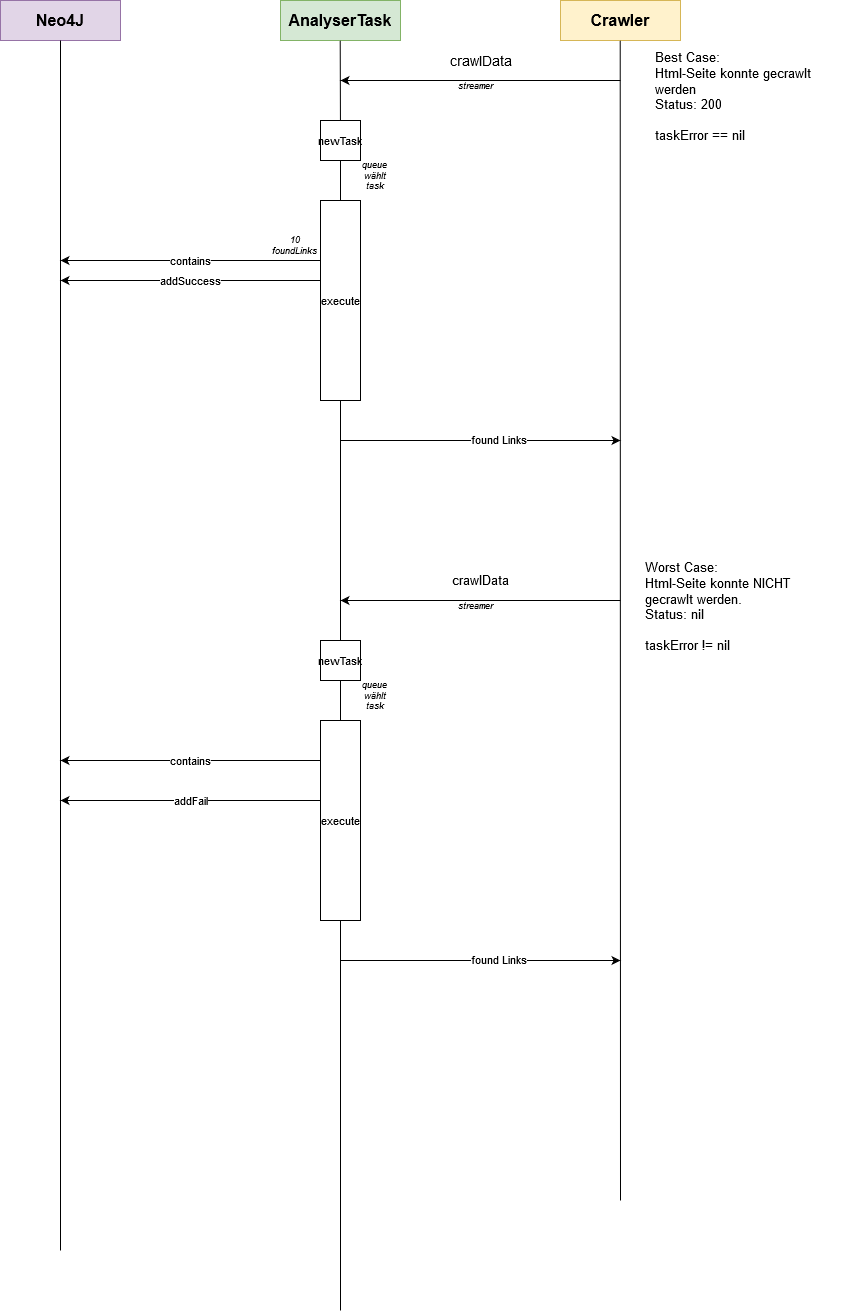 Neo4J
AnalyserTask
Crawler
crawlData
streamer
Best Case:
Html-Seite konnte gecrawlt
werden
Status: 200
taskError == nil
newTask
queue
wählt
task
10
foundLinks
contains
addSuccess
execute
found Links
crawlData
streamer
Worst Case:
Html-Seite konnte NICHT
gecrawlt werden.
Status: nil
taskError != nil
newTask
queue
wählt
task
contains
addFail
execute
found Links